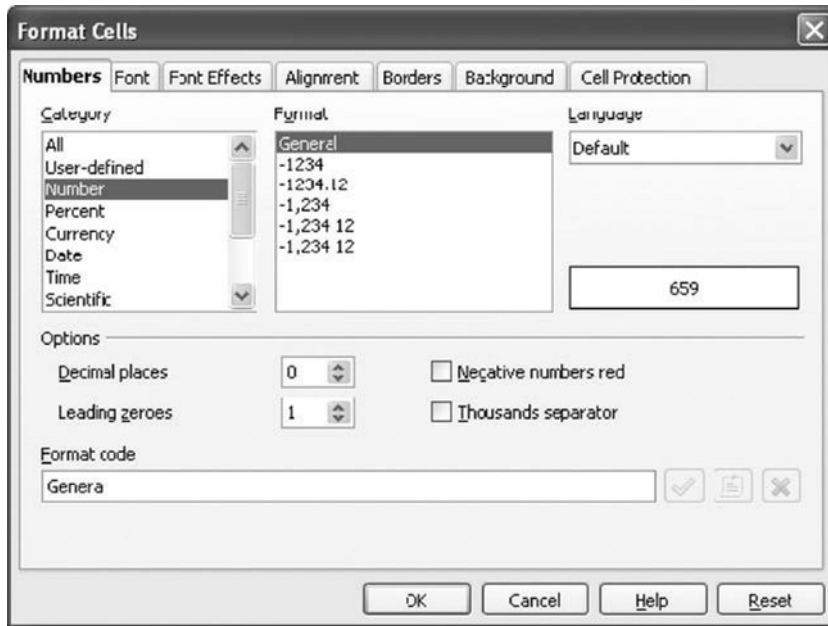 Format Cells
Numbers Font Font Effects Alignment Borders Background Cell Protection
Category Format Language
All General Default
User-defined -1234
Number -1234.12
Percent -1,234
Currency -1,234 12
Date -1,234 12
Time
Scientific 659
Options
Decimal places 0 Negative numbers red
Leading zeroes 1 Thousands separator
Format code
Genera
OK Cancel Help Reset